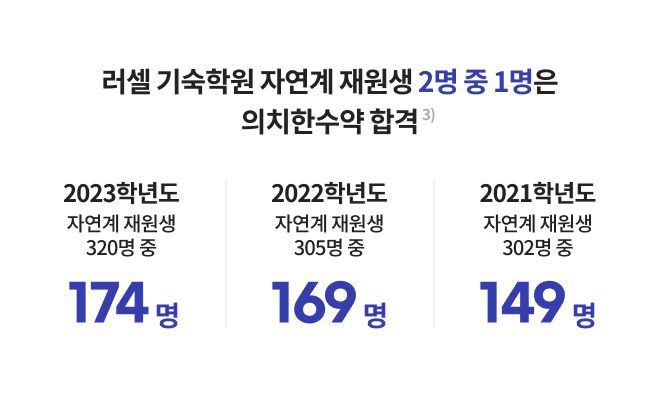 러셀 기숙학원 자연계 재원생 2명 중 1명은
의치한수약 합격 3)
2023학년도
자연계 재원생
320명 중
174 명
2022학년도
자연계 재원생
305명 중
169 명
2021학년도
자연계 재원생
302명 중
149 명